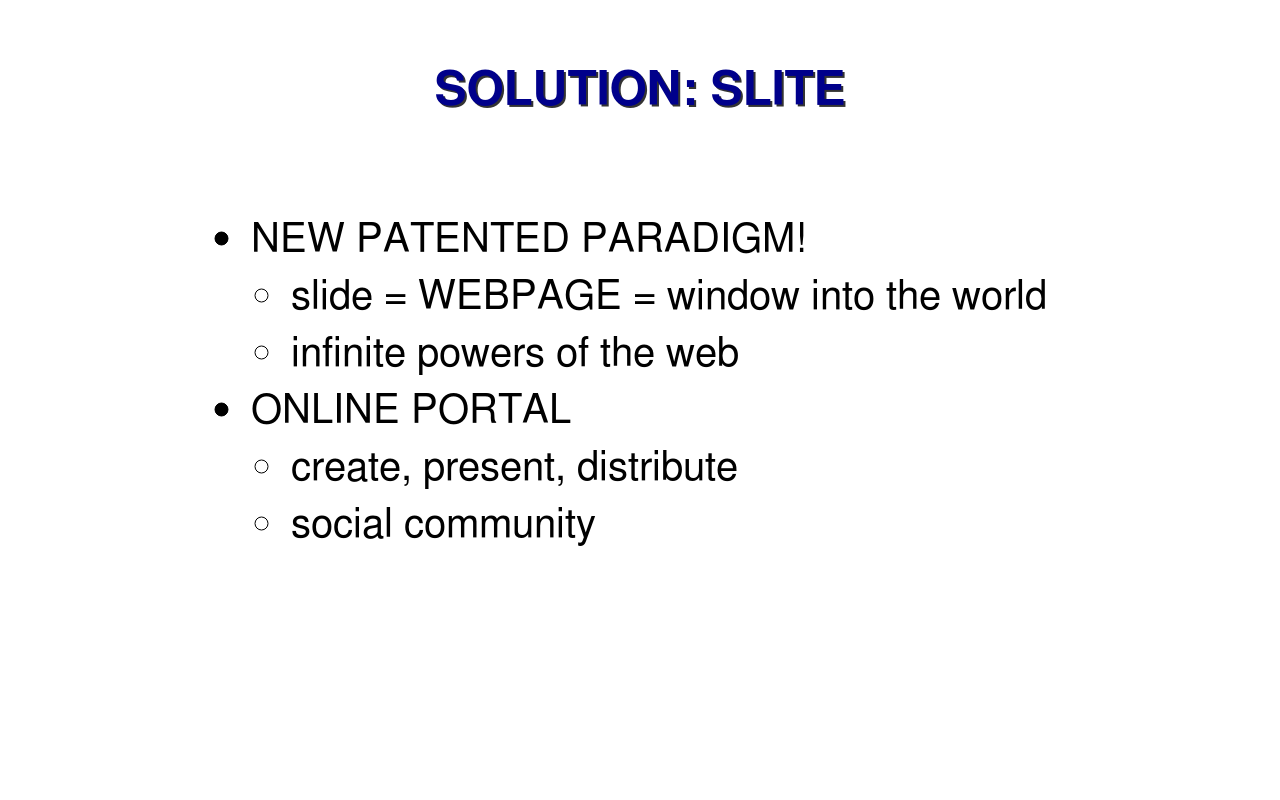 SOLUTION: SLITE
• NEW PATENTED PARADIGM!
○ slide = WEBPAGE = window into the world
○ infinite powers of the web
• ONLINE PORTAL
○ create, present, distribute
○ social community